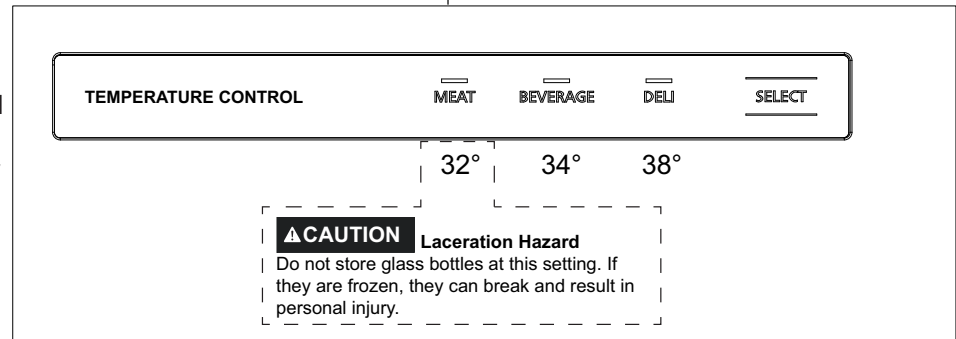 TEMPERATURE CONTROL MEAT BEVERAGE DELI SELECT
32° 34° 38°
⚠CAUTION Laceration Hazard
Do not store glass bottles at this setting. If
they are frozen, they can break and result in
personal injury.